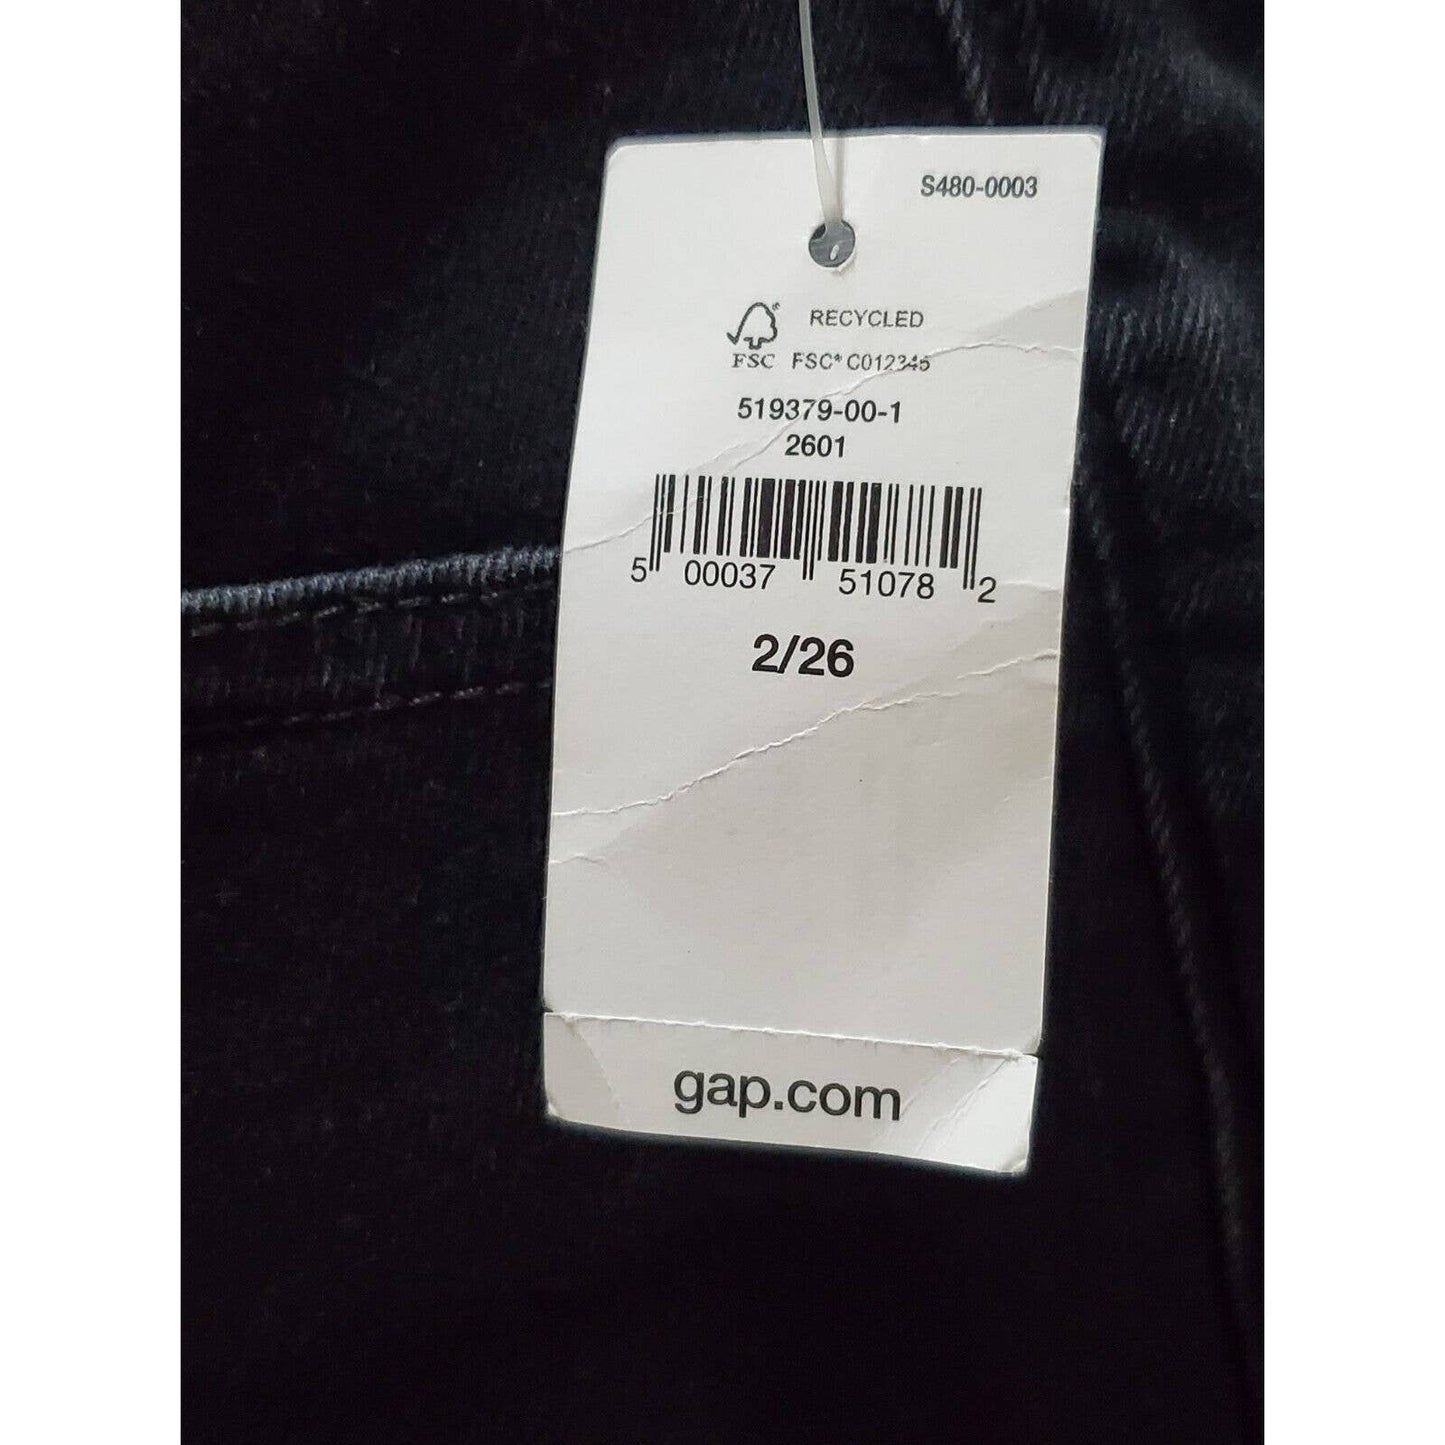 S480-0003
RECYCLED
FSC FSC® C012345
519379-00-1
2601
5 00037 51078 2
2/26
gap.com